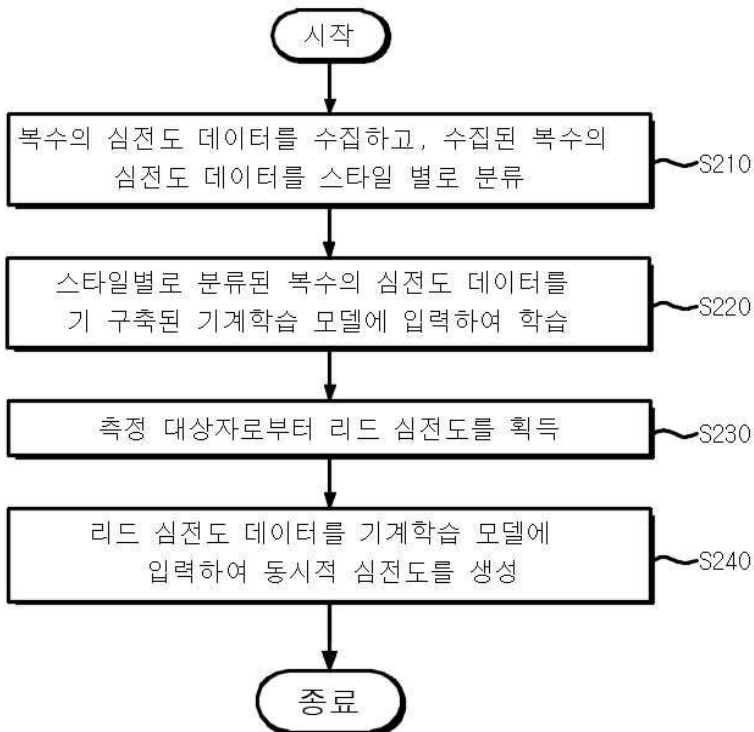 시작
복수의 심전도 데이터를 수집하고, 수집된 복수의
심전도 데이터를 스타일 별로 분류
S210
스타일별로 분류된 복수의 심전도 데이터를
기 구축된 기계학습 모델에 입력하여 학습
S220
측정 대상자로부터 리드 심전도를 획득
S230
리드 심전도 데이터를 기계학습 모델에
입력하여 동시적 심전도를 생성
S240
종료